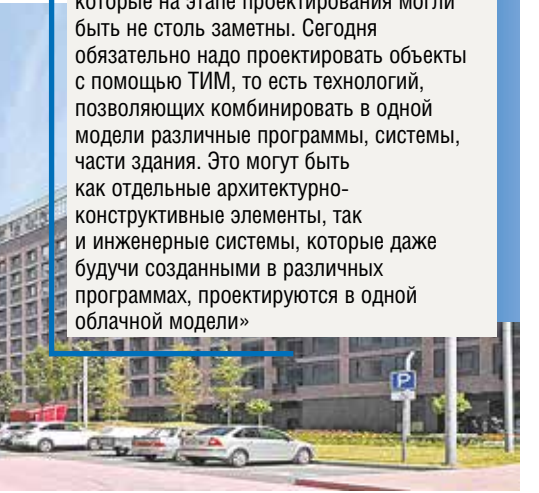 которые на этапе проектирования могли
быть не столь заметны. Сегодня
обязательно надо проектировать объекты
с помощью ТИМ, то есть технологий,
позволяющих комбинировать в одной
модели различные программы, системы,
части здания. Это могут быть
как отдельные архитектурно-
конструктивные элементы, так
и инженерные системы, которые даже
будучи созданными в различных
программах, проектируются в одной
облачной модели»
P